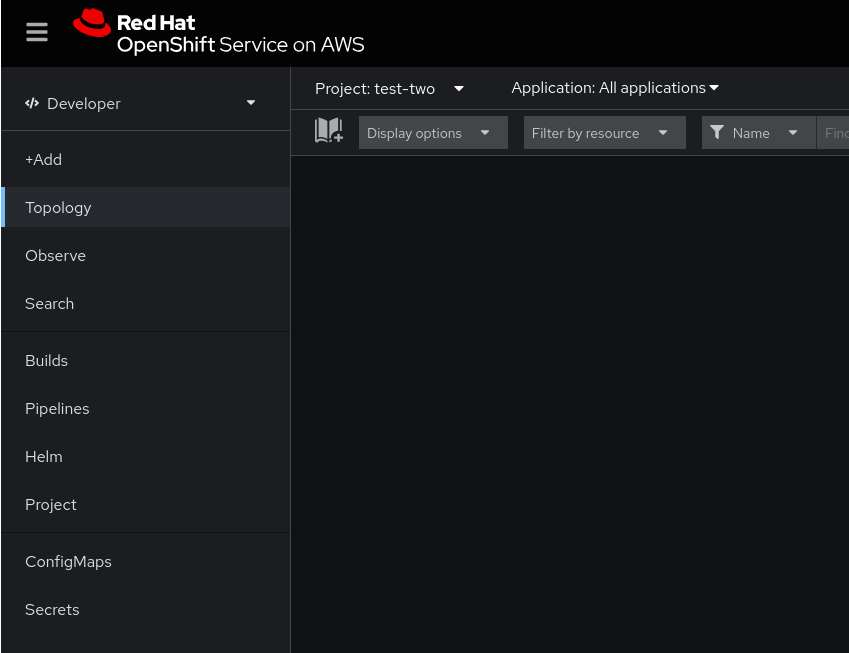 Red Hat
OpenShift Service on AWS
Developer
Project: test-two
Application: All applications
Display options
Filter by resource
Name
+Add
Topology
Observe
Search
Builds
Pipelines
Helm
Project
ConfigMaps
Secrets